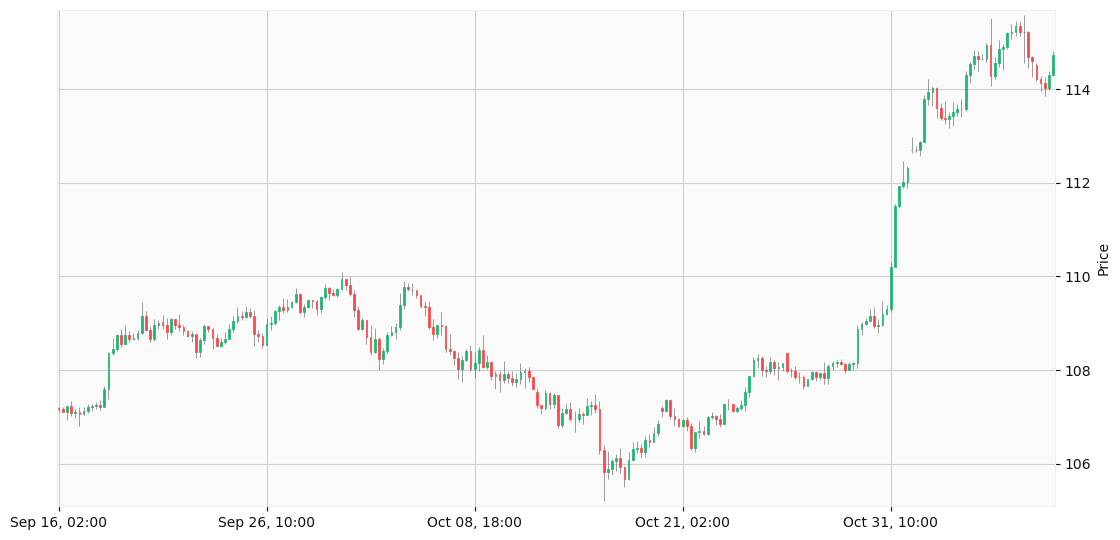 114
112
110
108
106
Price
Sep 16, 02:00
Sep 26, 10:00
Oct 08, 18:00
Oct 21, 02:00
Oct 31, 10:00